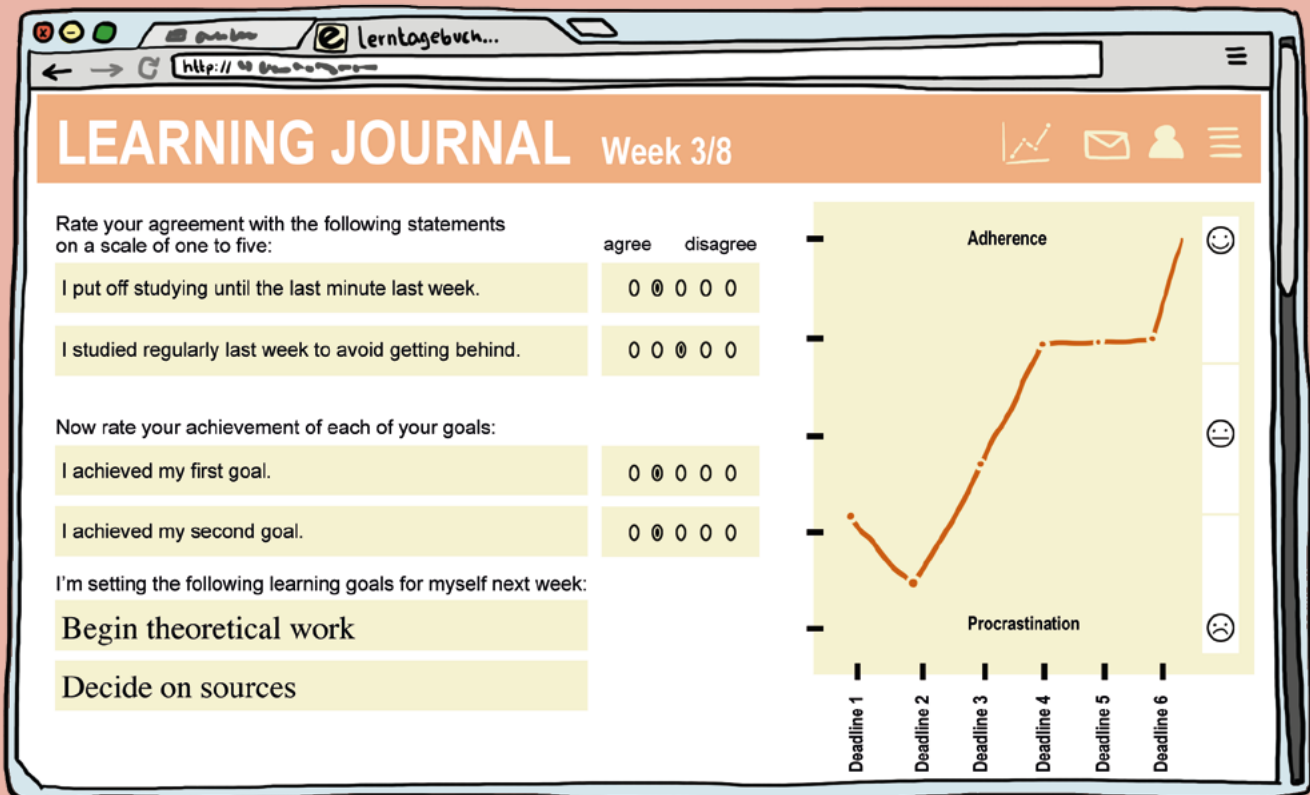 lerntagebuch...
http://
LEARNING JOURNAL Week 3/8
Rate your agreement with the following statements
on a scale of one to five:
agree disagree
I put off studying until the last minute last week.
I studied regularly last week to avoid getting behind.
Now rate your achievement of each of your goals:
I achieved my first goal.
I achieved my second goal.
I'm setting the following learning goals for myself next week:
Begin theoretical work
Decide on sources
Adherence
Procrastination
Deadline 1
Deadline 2
Deadline 3
Deadline 4
Deadline 5
Deadline 6